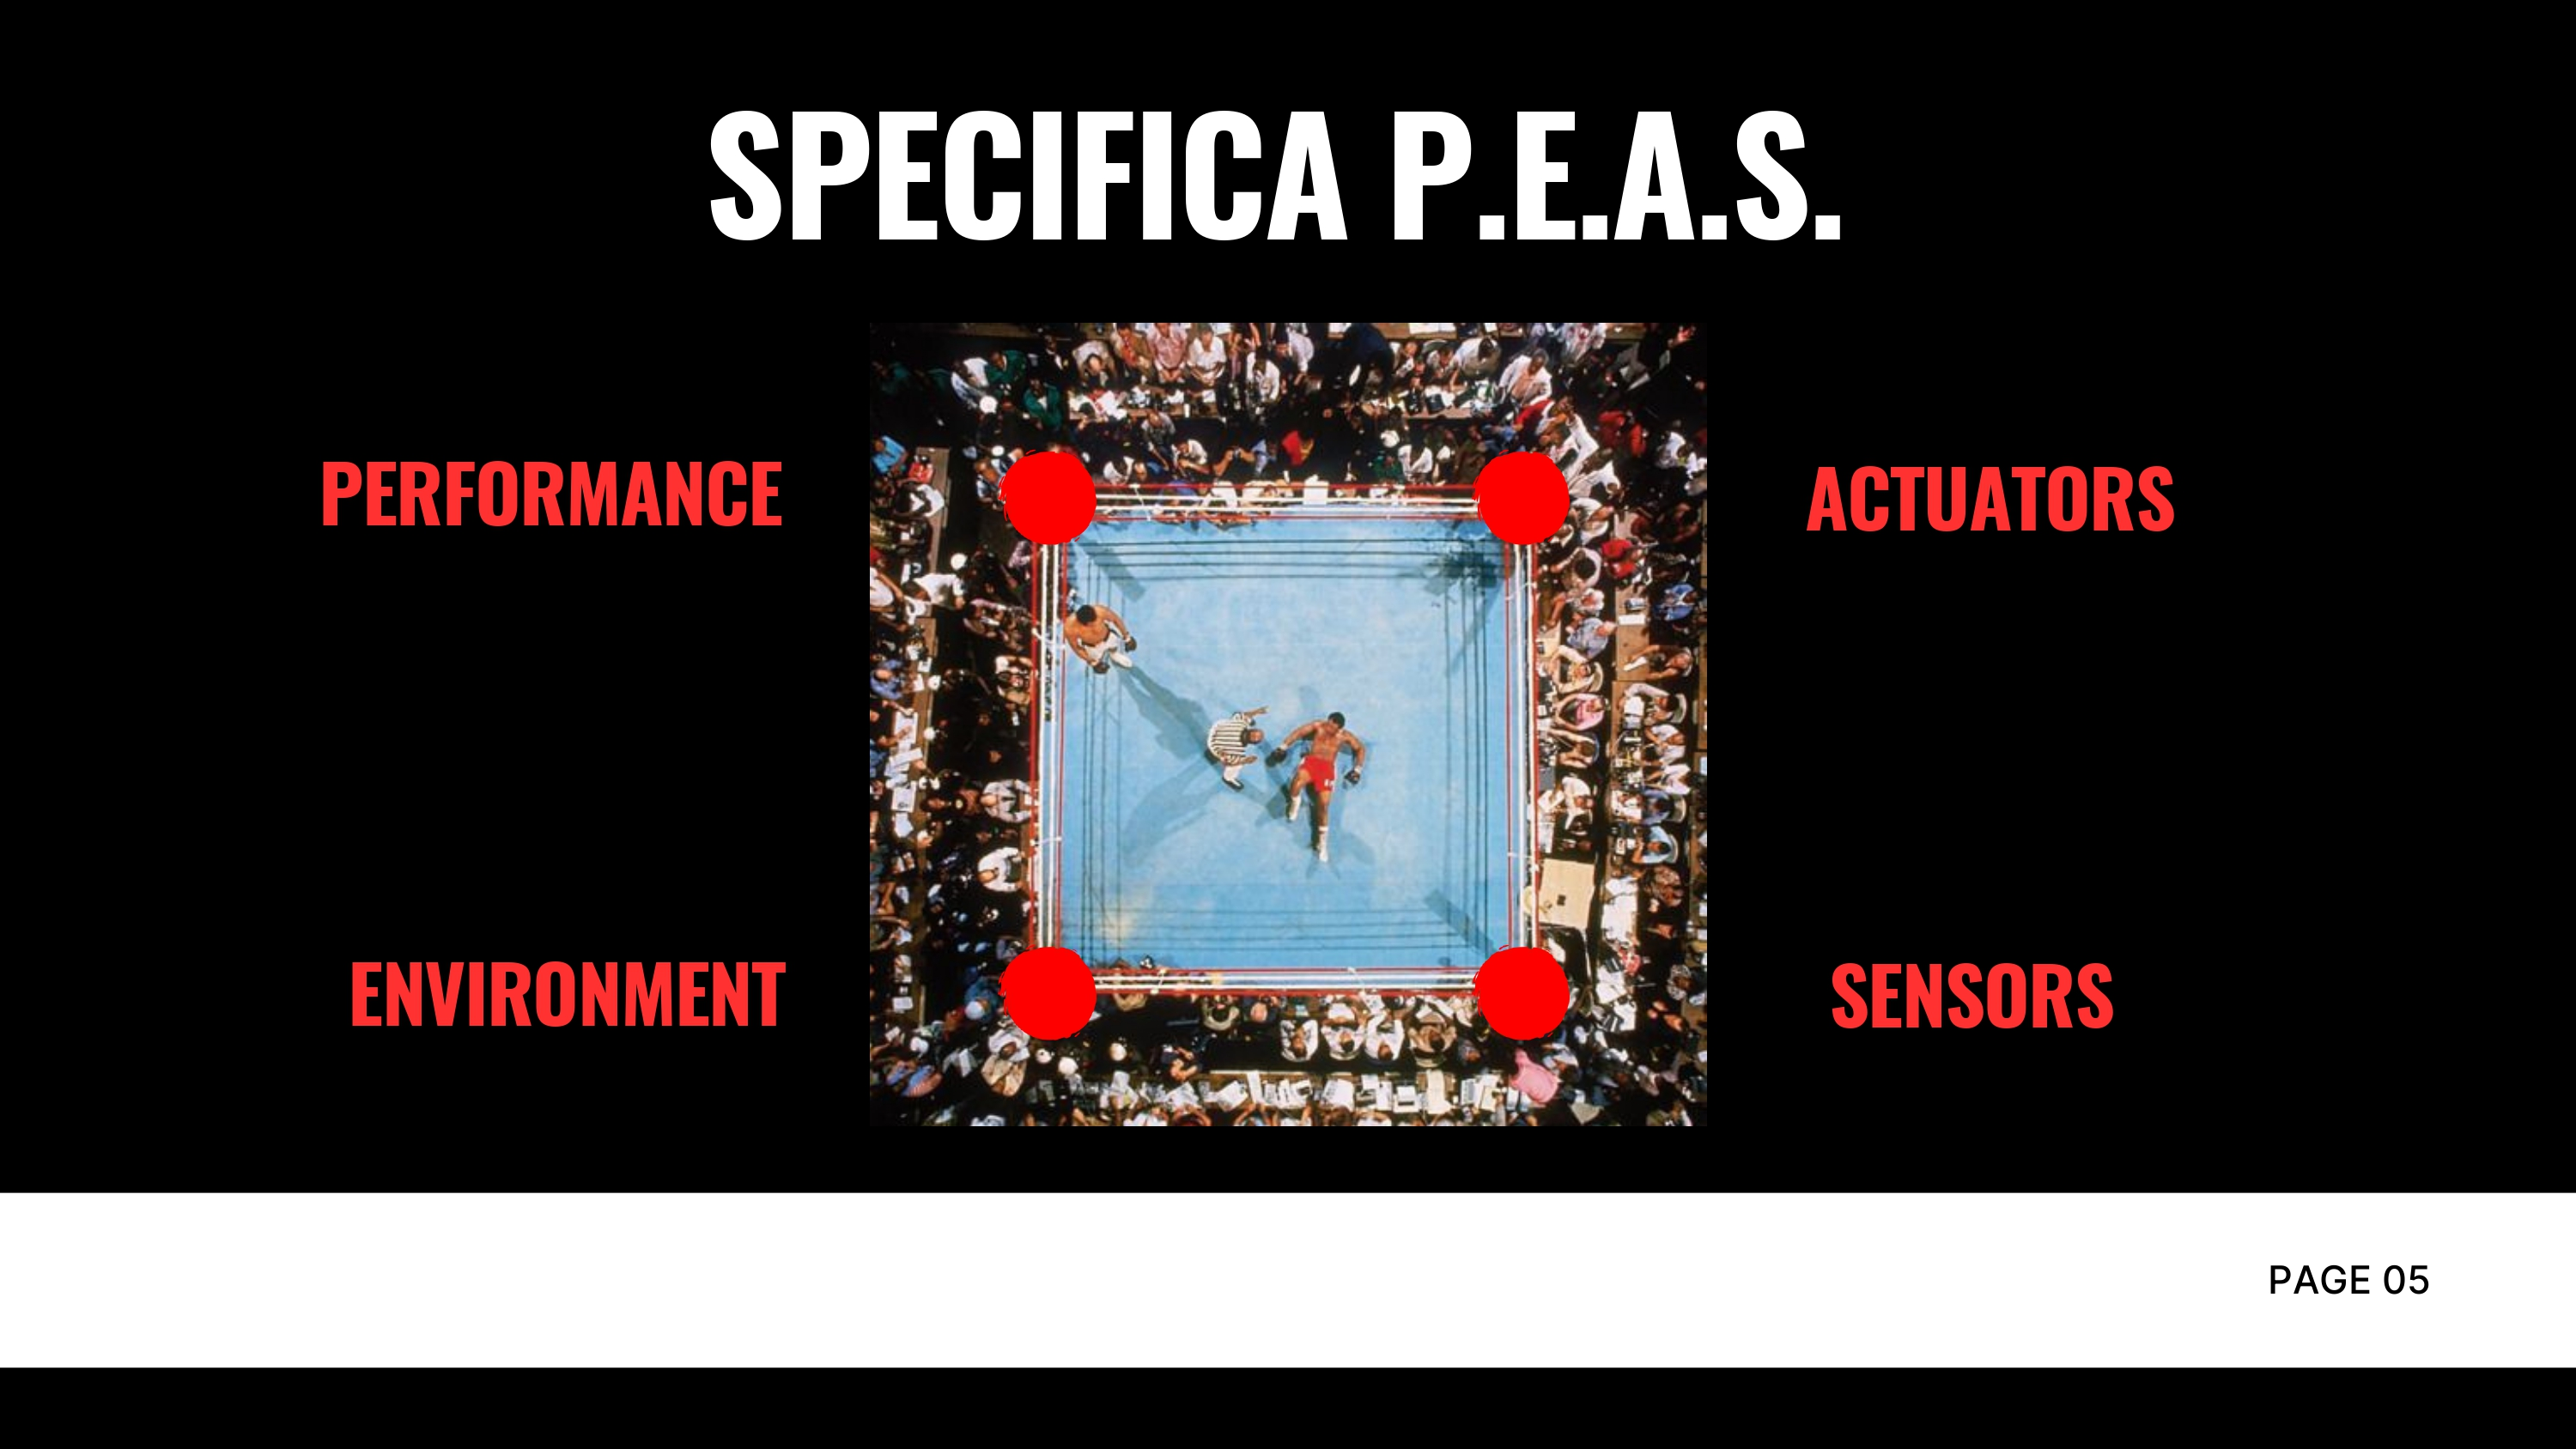 SPECIFICA P.E.A.S.
PERFORMANCE
ACTUATORS
ENVIRONMENT
SENSORS
PAGE 05